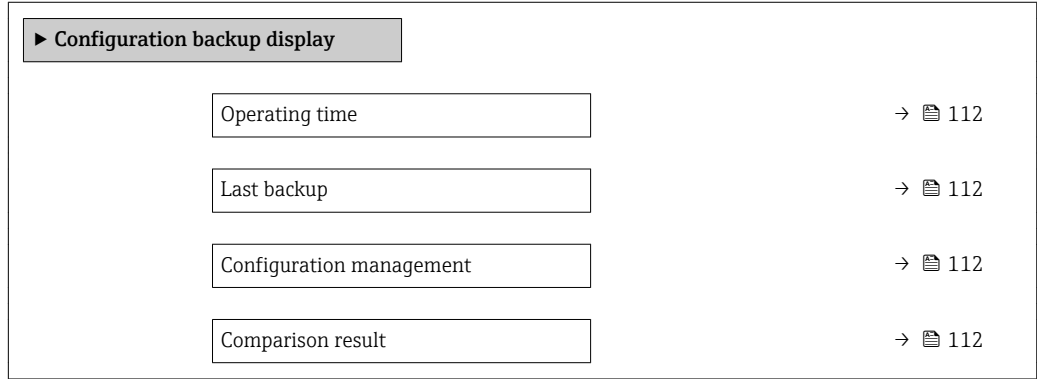 ► Configuration backup display
Operating time → 112
Last backup → 112
Configuration management → 112
Comparison result → 112